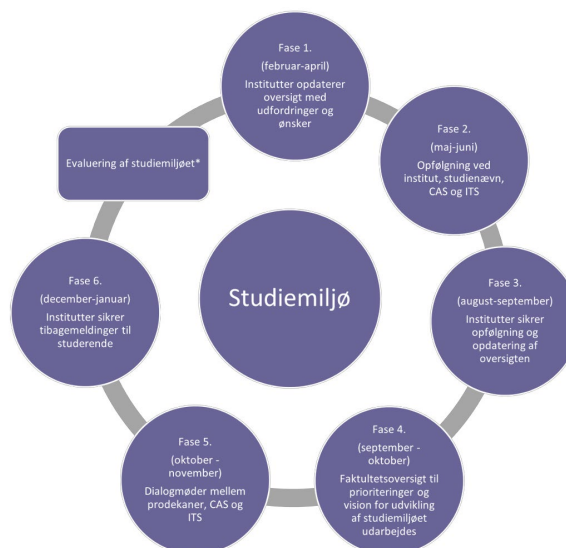 Fase 1.
(februar-april)
Institutter opdaterer
oversigt med
udfordringer og
ønsker
Fase 2.
(maj-juni)
Opfølgning ved
institut, studienævn,
CAS og ITS
Fase 3.
(august-september)
Institutter sikrer
opfølgning og
opdatering af
oversigten
Fase 4.
(september -
oktober)
Faktultetsoversigt til
prioriteringer og
vision for udvikling
af studiemiljøet
udarbejdes
Fase 5.
(oktober -
november)
Dialogmøder mellem
prodekaner, CAS og
ITS
Fase 6.
(december-januar)
Institutter sikrer
tibagemeldinger til
studerende
Evaluering af studiemiljøet*
Studiemiljø